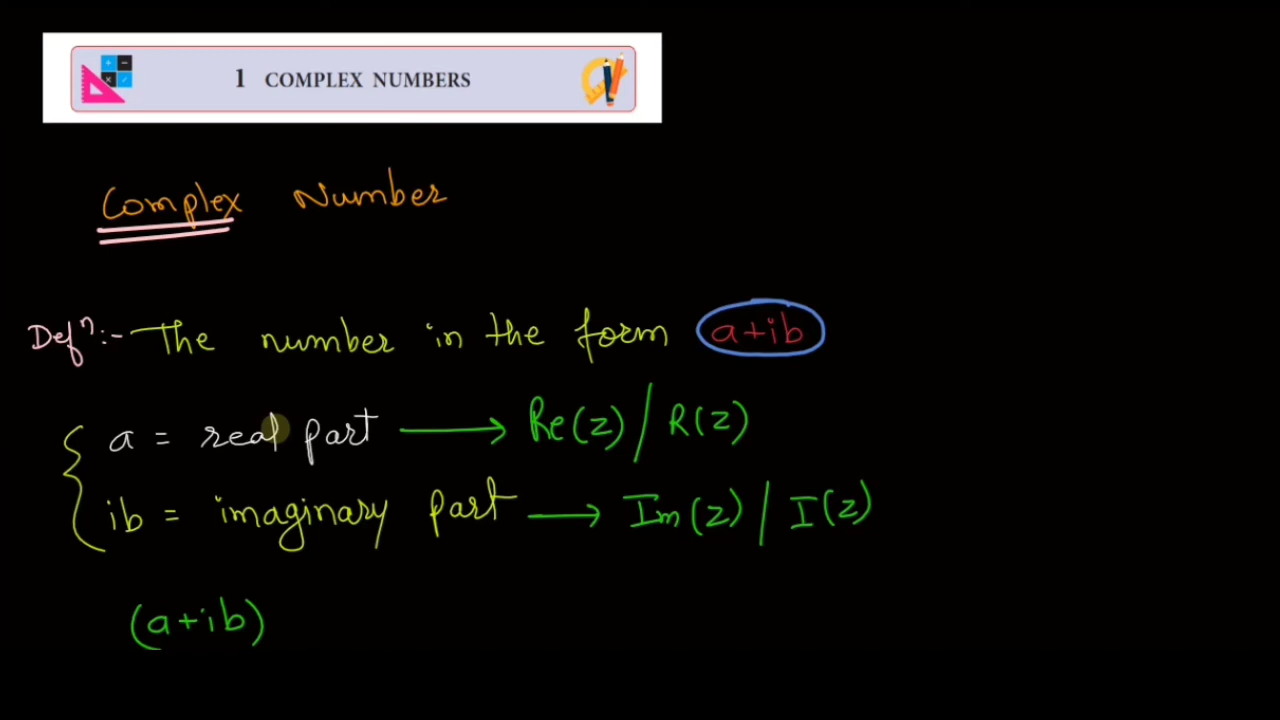 1 COMPLEX NUMBERS
Complex Number
Defⁿ:- The number in the form a+ib
a = real part → Re(z) / R(z)
ib = imaginary part → Im(z) / I(z)
(a+ib)